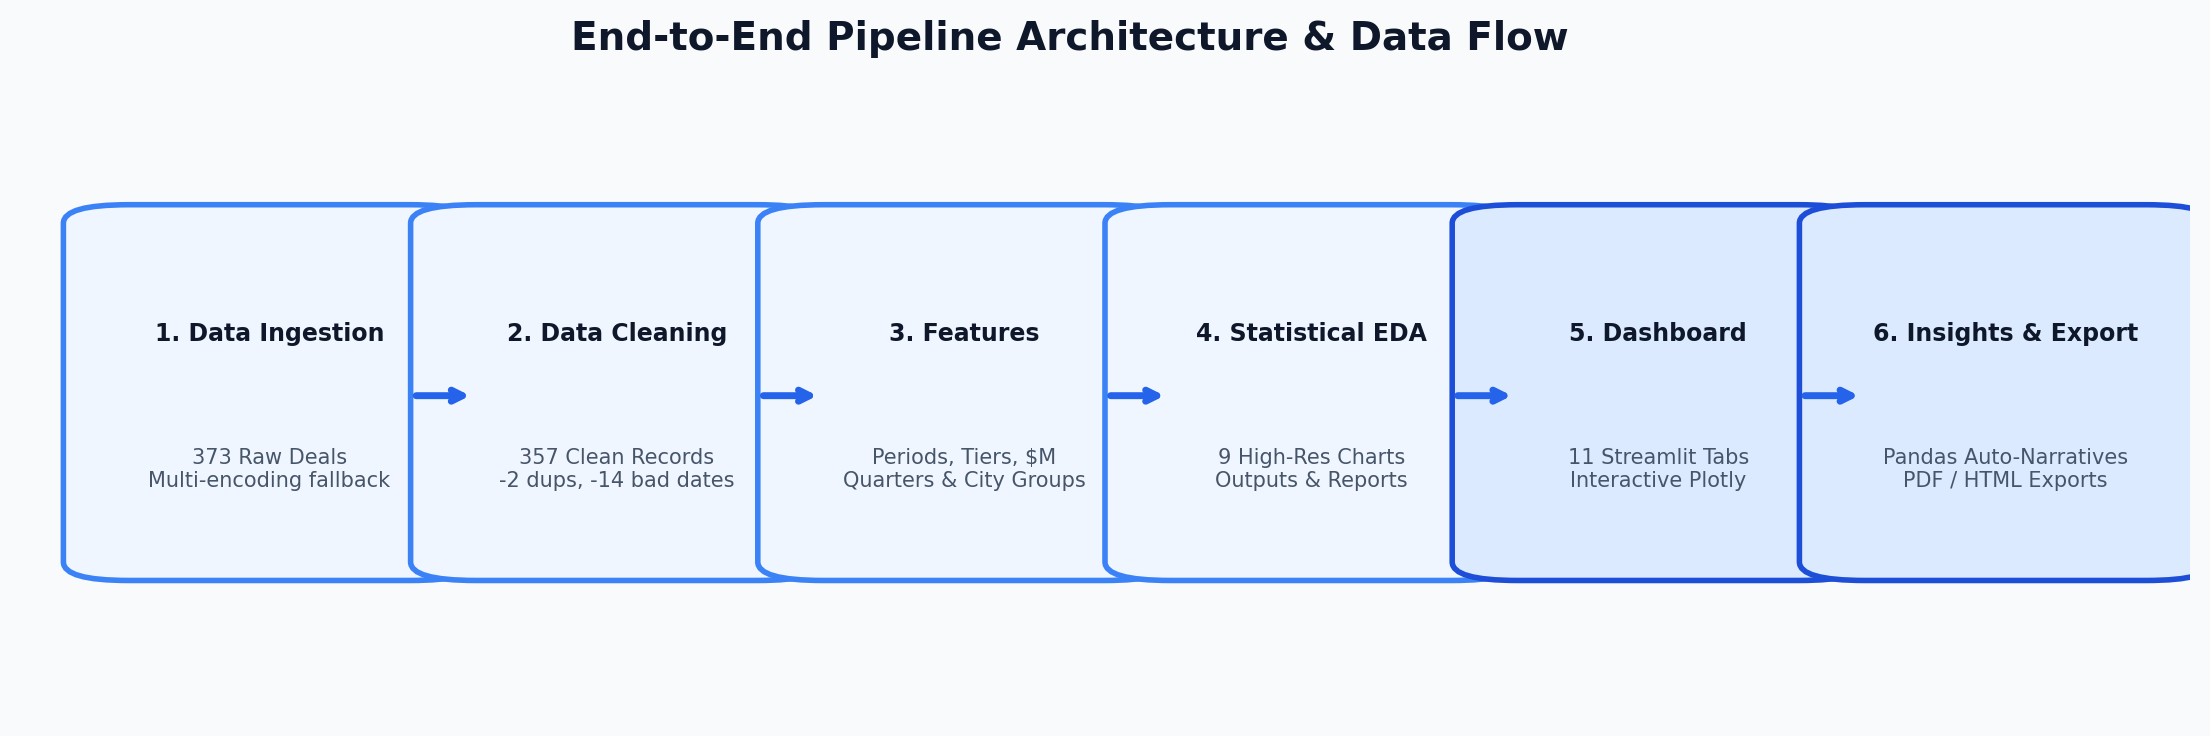 End-to-End Pipeline Architecture & Data Flow
1. Data Ingestion
373 Raw Deals
Multi-encoding fallback
2. Data Cleaning
357 Clean Records
-2 dups, -14 bad dates
3. Features
Periods, Tiers, $M
Quarters & City Groups
4. Statistical EDA
9 High-Res Charts
Outputs & Reports
5. Dashboard
11 Streamlit Tabs
Interactive Plotly
6. Insights & Export
Pandas Auto-Narratives
PDF / HTML Exports